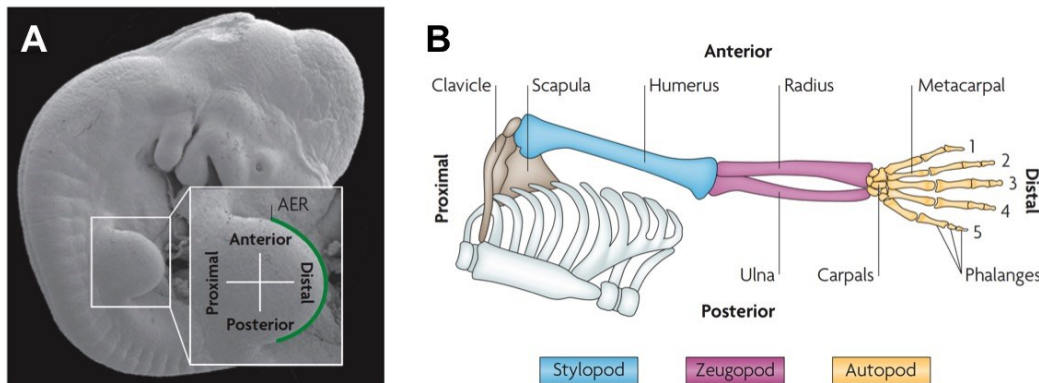 A
AER
Anterior
Proximal
Distal
Posterior
B
Anterior
Clavicle Scapula Humerus Radius Metacarpal
Proximal
1
2
3
4
5
Distal
Ulna Carpals Phalanges
Posterior
Stylopod Zeugopod Autopod